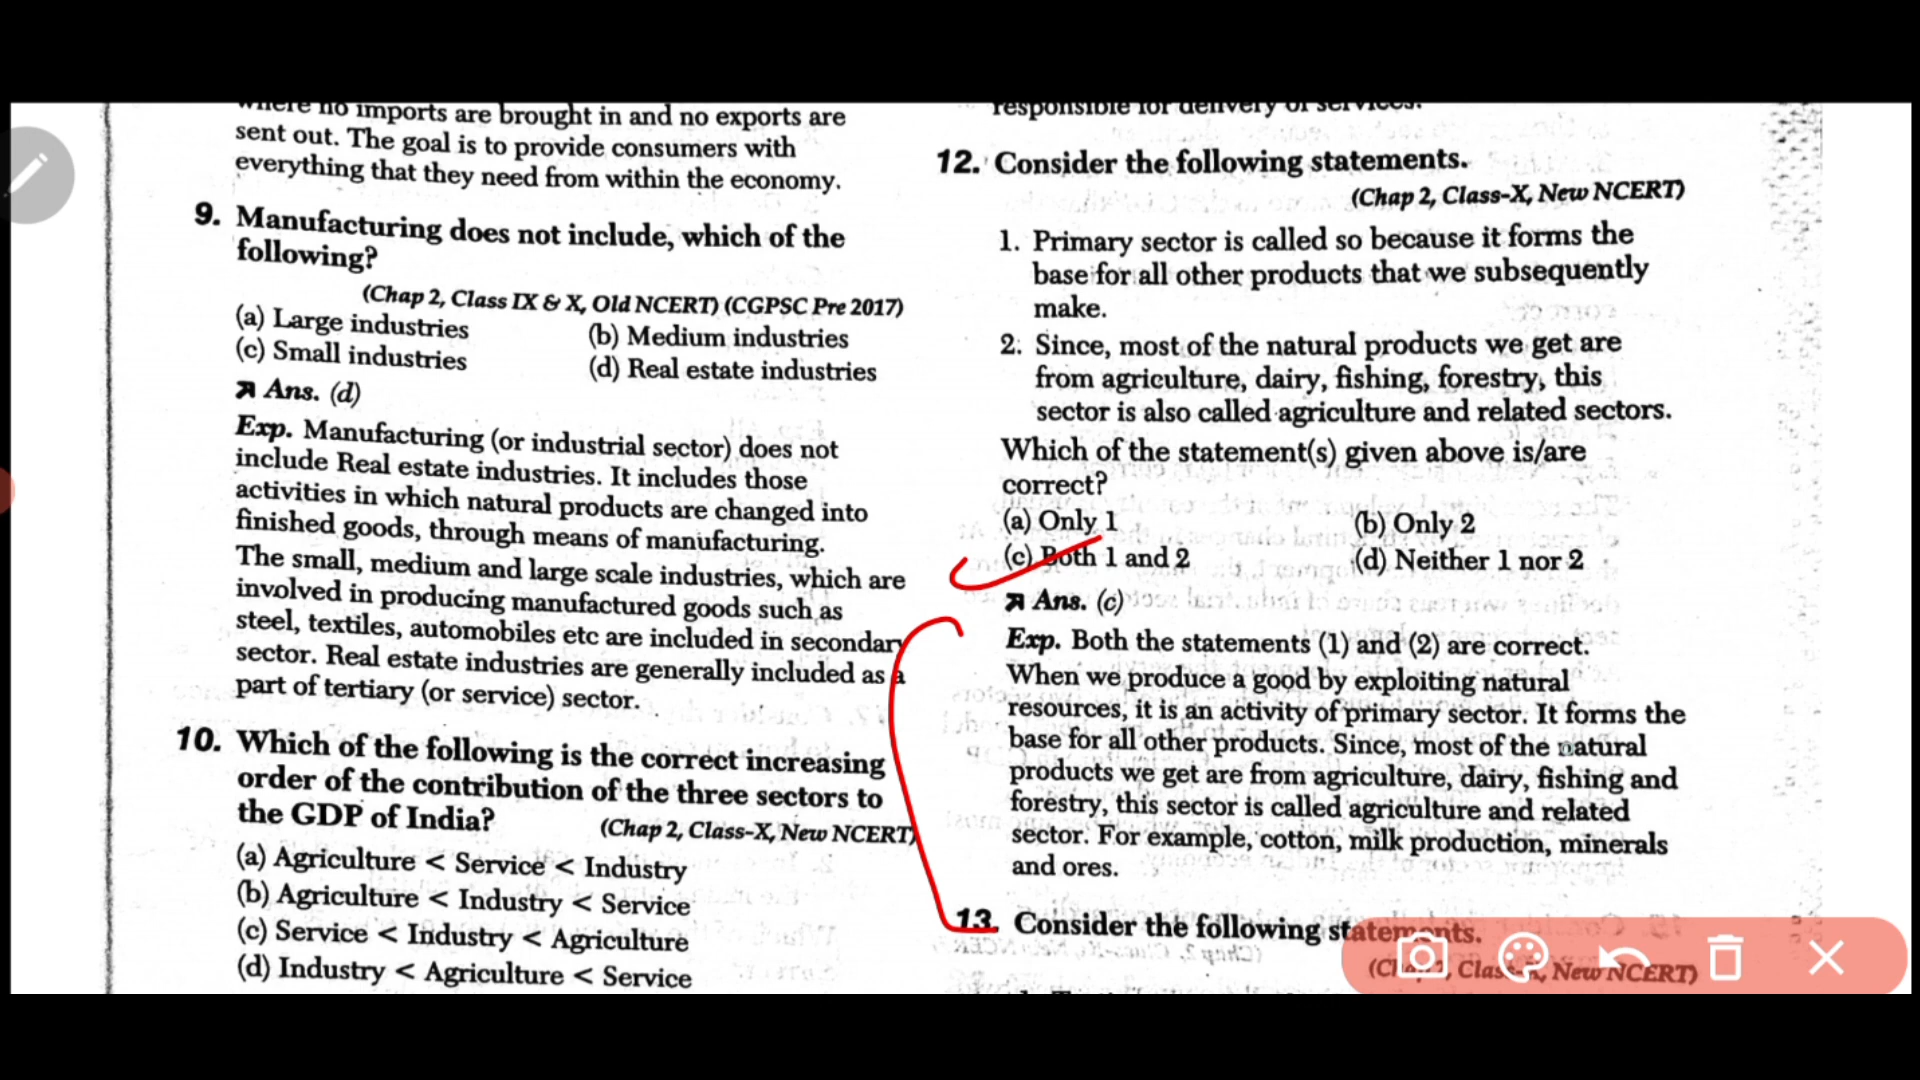 where no imports are brought in and no exports are
sent out. The goal is to provide consumers with
everything that they need from within the economy.
9. Manufacturing does not include, which of the
following?
(Chap 2, Class IX & X, Old NCERT) (CGPSC Pre 2017)
(a) Large industries (b) Medium industries
(c) Small industries (d) Real estate industries
Ans. (d)
Exp. Manufacturing (or industrial sector) does not
include Real estate industries. It includes those
activities in which natural products are changed into
finished goods, through means of manufacturing.
The small, medium and large scale industries, which are
involved in producing manufactured goods such as
steel, textiles, automobiles etc are included in secondary
sector. Real estate industries are generally included as a
part of tertiary (or service) sector.
10. Which of the following is the correct increasing
order of the contribution of the three sectors to
the GDP of India? (Chap 2, Class-X, New NCERT)
(a) Agriculture < Service < Industry
(b) Agriculture < Industry < Service
(c) Service < Industry < Agriculture
(d) Industry < Agriculture < Service
responsible for delivery of services.
12. Consider the following statements.
(Chap 2, Class-X, New NCERT)
1. Primary sector is called so because it forms the
base for all other products that we subsequently
make.
2. Since, most of the natural products we get are
from agriculture, dairy, fishing, forestry, this
sector is also called agriculture and related sectors.
Which of the statement(s) given above is/are
correct?
(a) Only 1 (b) Only 2
(c) Both 1 and 2 (d) Neither 1 nor 2
Ans. (c)
Exp. Both the statements (1) and (2) are correct.
When we produce a good by exploiting natural
resources, it is an activity of primary sector. It forms the
base for all other products. Since, most of the natural
products we get are from agriculture, dairy, fishing and
forestry, this sector is called agriculture and related
sector. For example, cotton, milk production, minerals
and ores.
13. Consider the following statements.
New NCERT)